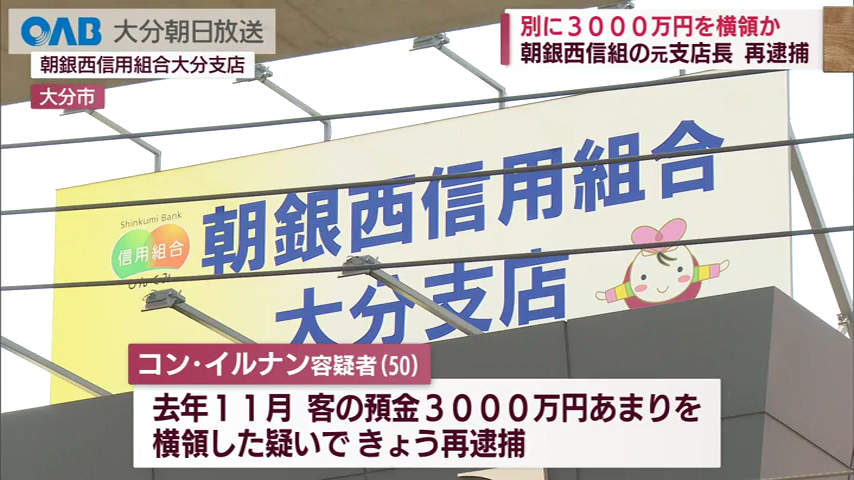 OAB 大分朝日放送
朝銀西信用組合大分支店
大分市
別に3000万円を横領か
朝銀西信組の元支店長 再逮捕
Shinkumi Bank
信用組合
朝銀西信用組合
大分支店
コン・イルナン容疑者(50)
去年11月 客の預金3000万円あまりを
横領した疑いで きょう再逮捕